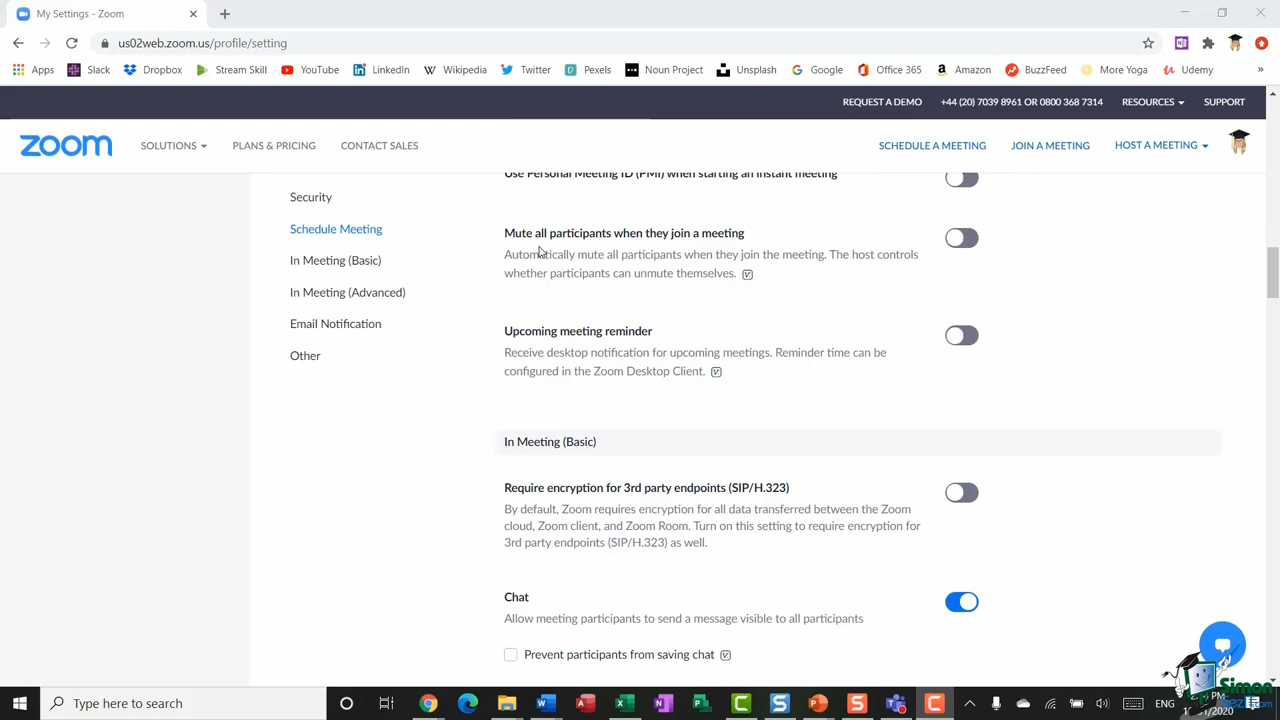 My Settings - Zoom
us02web.zoom.us/profile/setting
Apps Slack Dropbox Stream Skill YouTube LinkedIn Wikipedia Twitter Pexels Noun Project Unsplash Google Office 365 Amazon BuzzFeed More Yoga Udemy »
REQUEST A DEMO +44 (20) 7039 8961 OR 0800 368 7314 RESOURCES SUPPORT
zoom SOLUTIONS PLANS & PRICING CONTACT SALES SCHEDULE A MEETING JOIN A MEETING HOST A MEETING
Use Personal Meeting ID (PMI) when starting an instant meeting
Security
Schedule Meeting
In Meeting (Basic)
In Meeting (Advanced)
Email Notification
Other
Mute all participants when they join a meeting
Automatically mute all participants when they join the meeting. The host controls
whether participants can unmute themselves.
Upcoming meeting reminder
Receive desktop notification for upcoming meetings. Reminder time can be
configured in the Zoom Desktop Client.
In Meeting (Basic)
Require encryption for 3rd party endpoints (SIP/H.323)
By default, Zoom requires encryption for all data transferred between the Zoom
cloud, Zoom client, and Zoom Room. Turn on this setting to require encryption for
3rd party endpoints (SIP/H.323) as well.
Chat
Allow meeting participants to send a message visible to all participants
Prevent participants from saving chat
Type here to search
ENG
Simon